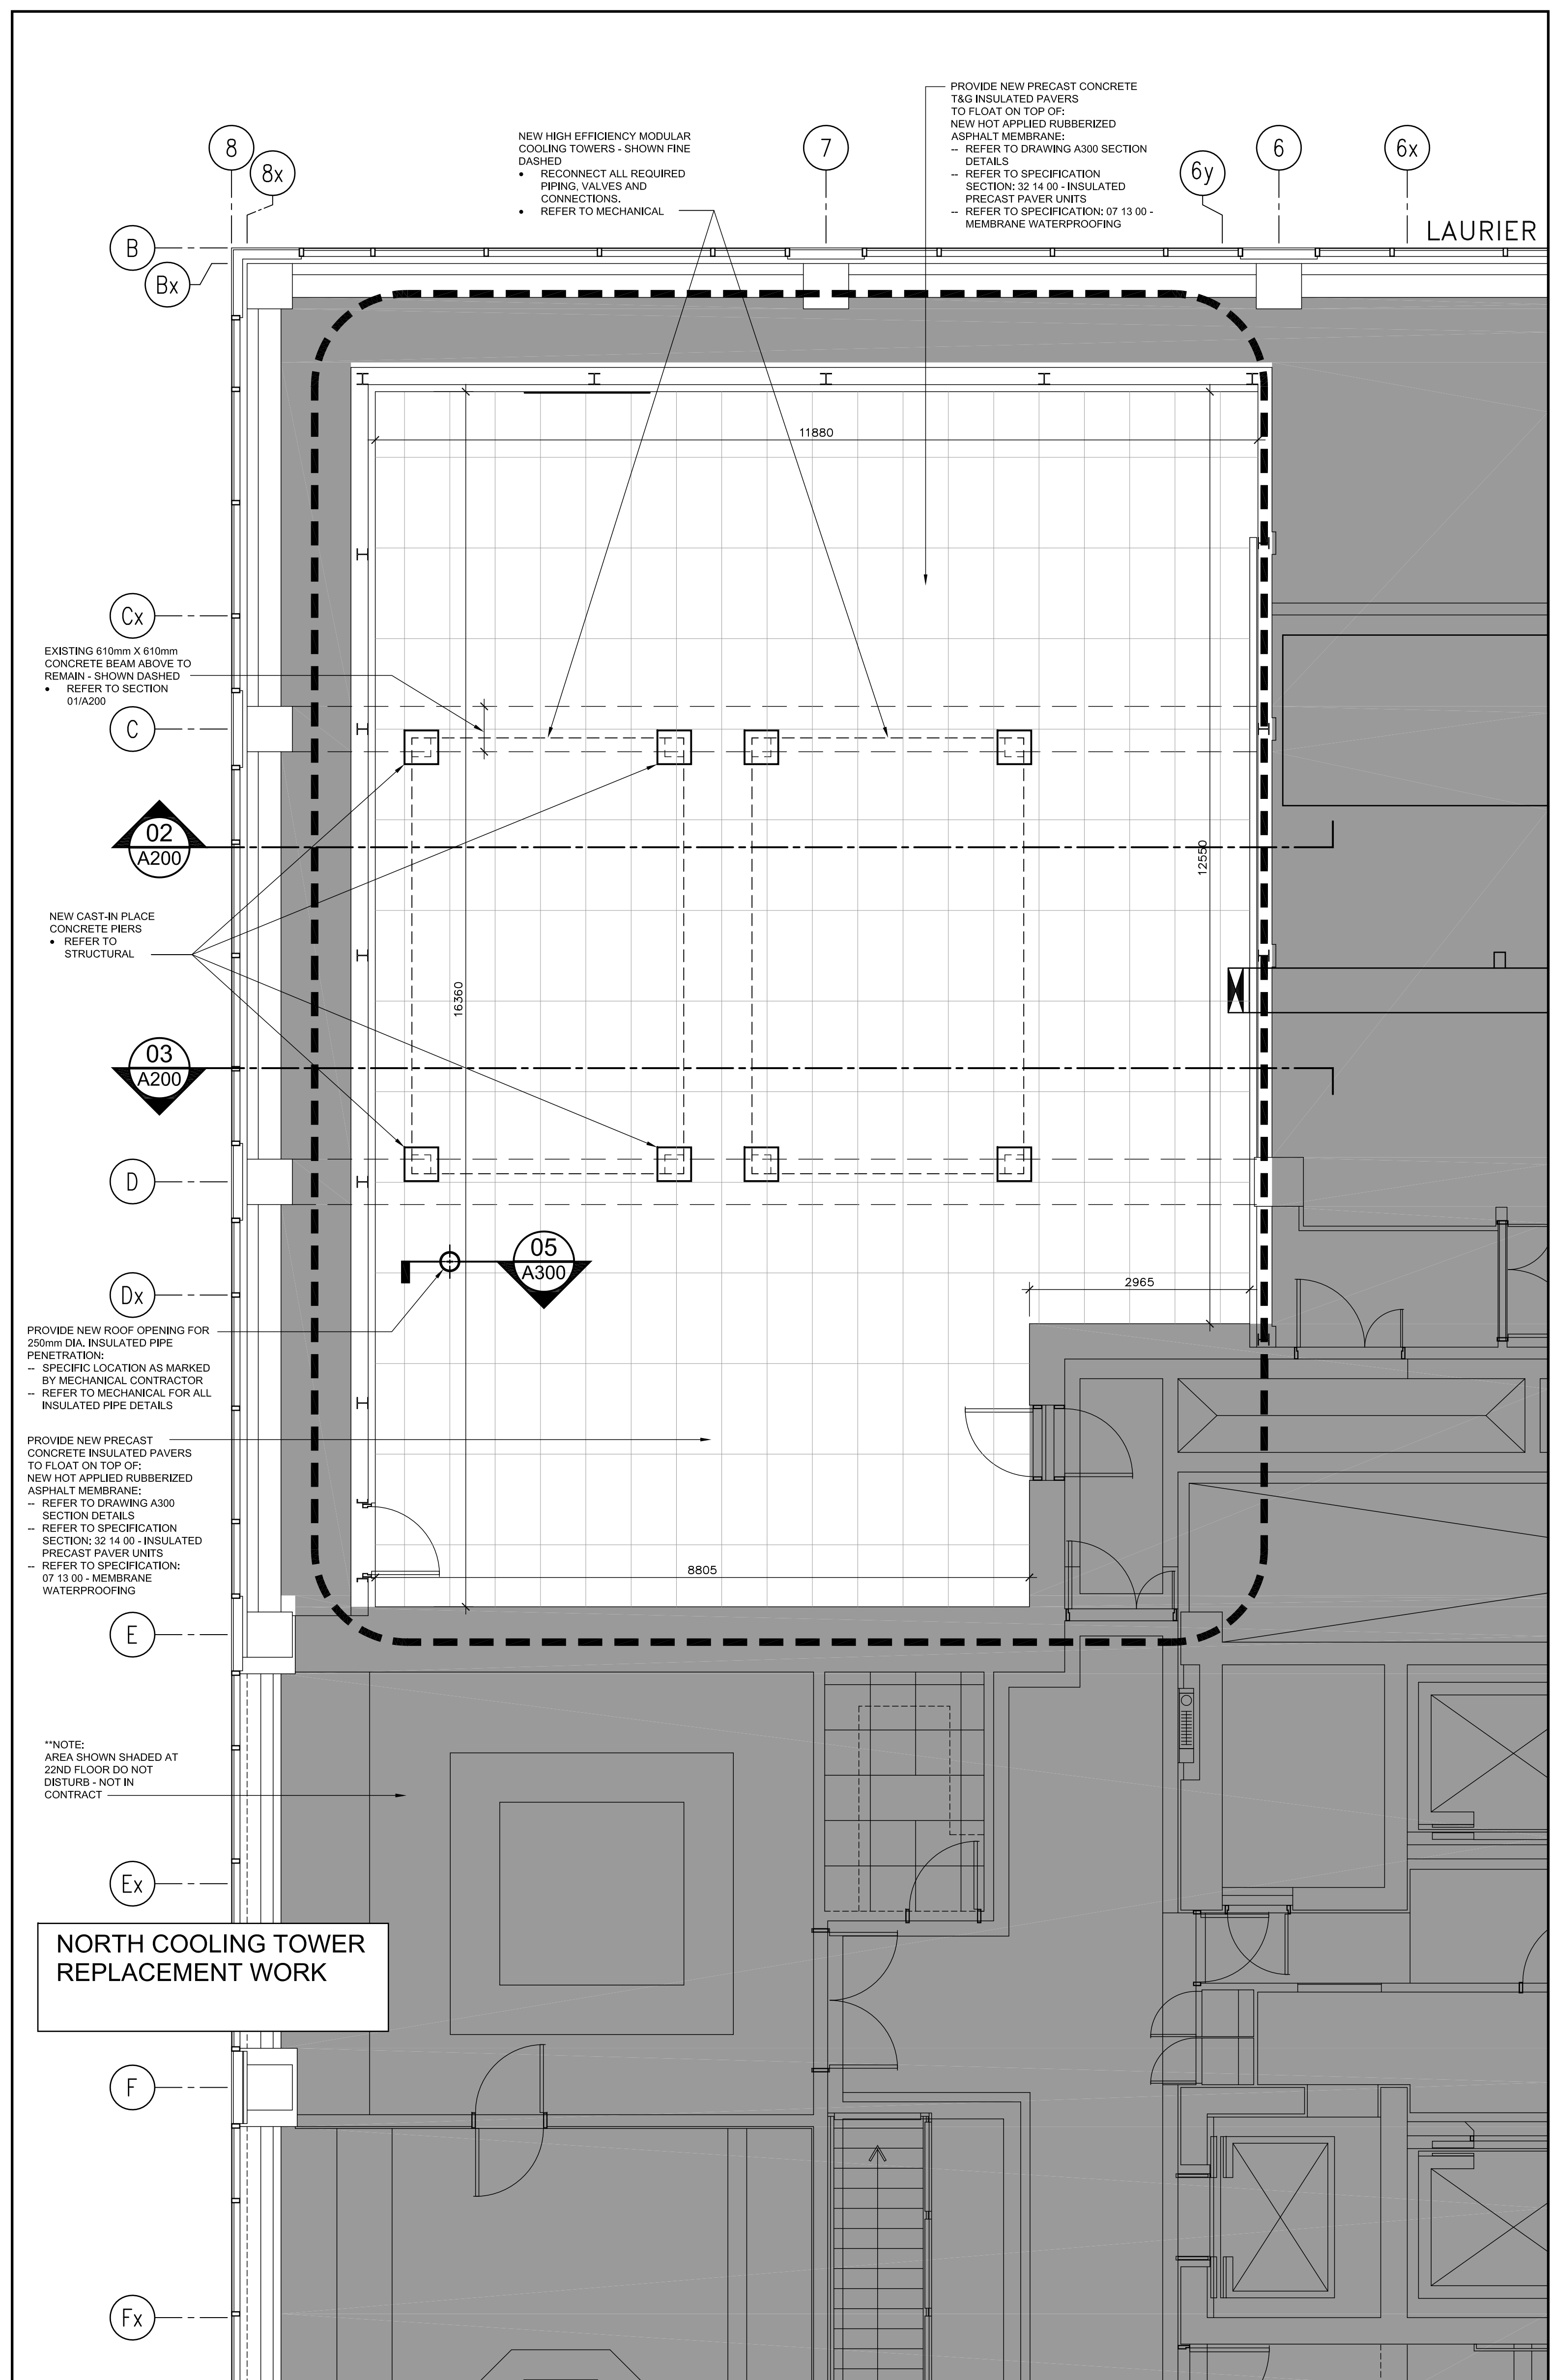 PROVIDE NEW PRECAST CONCRETE
T&G INSULATED PAVERS
TO FLOAT ON TOP OF:
NEW HOT APPLIED RUBBERIZED
ASPHALT MEMBRANE:
-- REFER TO DRAWING A300 SECTION
DETAILS
-- REFER TO SPECIFICATION
SECTION: 32 14 00 - INSULATED
PRECAST PAVER UNITS
-- REFER TO SPECIFICATION: 07 13 00 -
MEMBRANE WATERPROOFING
NEW HIGH EFFICIENCY MODULAR
COOLING TOWERS - SHOWN FINE
DASHED
• RECONNECT ALL REQUIRED
PIPING, VALVES AND
CONNECTIONS.
• REFER TO MECHANICAL
8
8x
7
6y
6
6x
LAURIER
B
Bx
11880
Cx
EXISTING 610mm X 610mm
CONCRETE BEAM ABOVE TO
REMAIN - SHOWN DASHED
• REFER TO SECTION
01/A200
C
02
A200
12550
NEW CAST-IN PLACE
CONCRETE PIERS
• REFER TO
STRUCTURAL
16360
03
A200
D
05
A300
Dx
2965
PROVIDE NEW ROOF OPENING FOR
250mm DIA. INSULATED PIPE
PENETRATION:
-- SPECIFIC LOCATION AS MARKED
BY MECHANICAL CONTRACTOR
-- REFER TO MECHANICAL FOR ALL
INSULATED PIPE DETAILS
PROVIDE NEW PRECAST
CONCRETE INSULATED PAVERS
TO FLOAT ON TOP OF:
NEW HOT APPLIED RUBBERIZED
ASPHALT MEMBRANE:
-- REFER TO DRAWING A300
SECTION DETAILS
-- REFER TO SPECIFICATION
SECTION: 32 14 00 - INSULATED
PRECAST PAVER UNITS
-- REFER TO SPECIFICATION:
07 13 00 - MEMBRANE
WATERPROOFING
8805
E
**NOTE:
AREA SHOWN SHADED AT
22ND FLOOR DO NOT
DISTURB - NOT IN
CONTRACT
Ex
NORTH COOLING TOWER
REPLACEMENT WORK
F
Fx